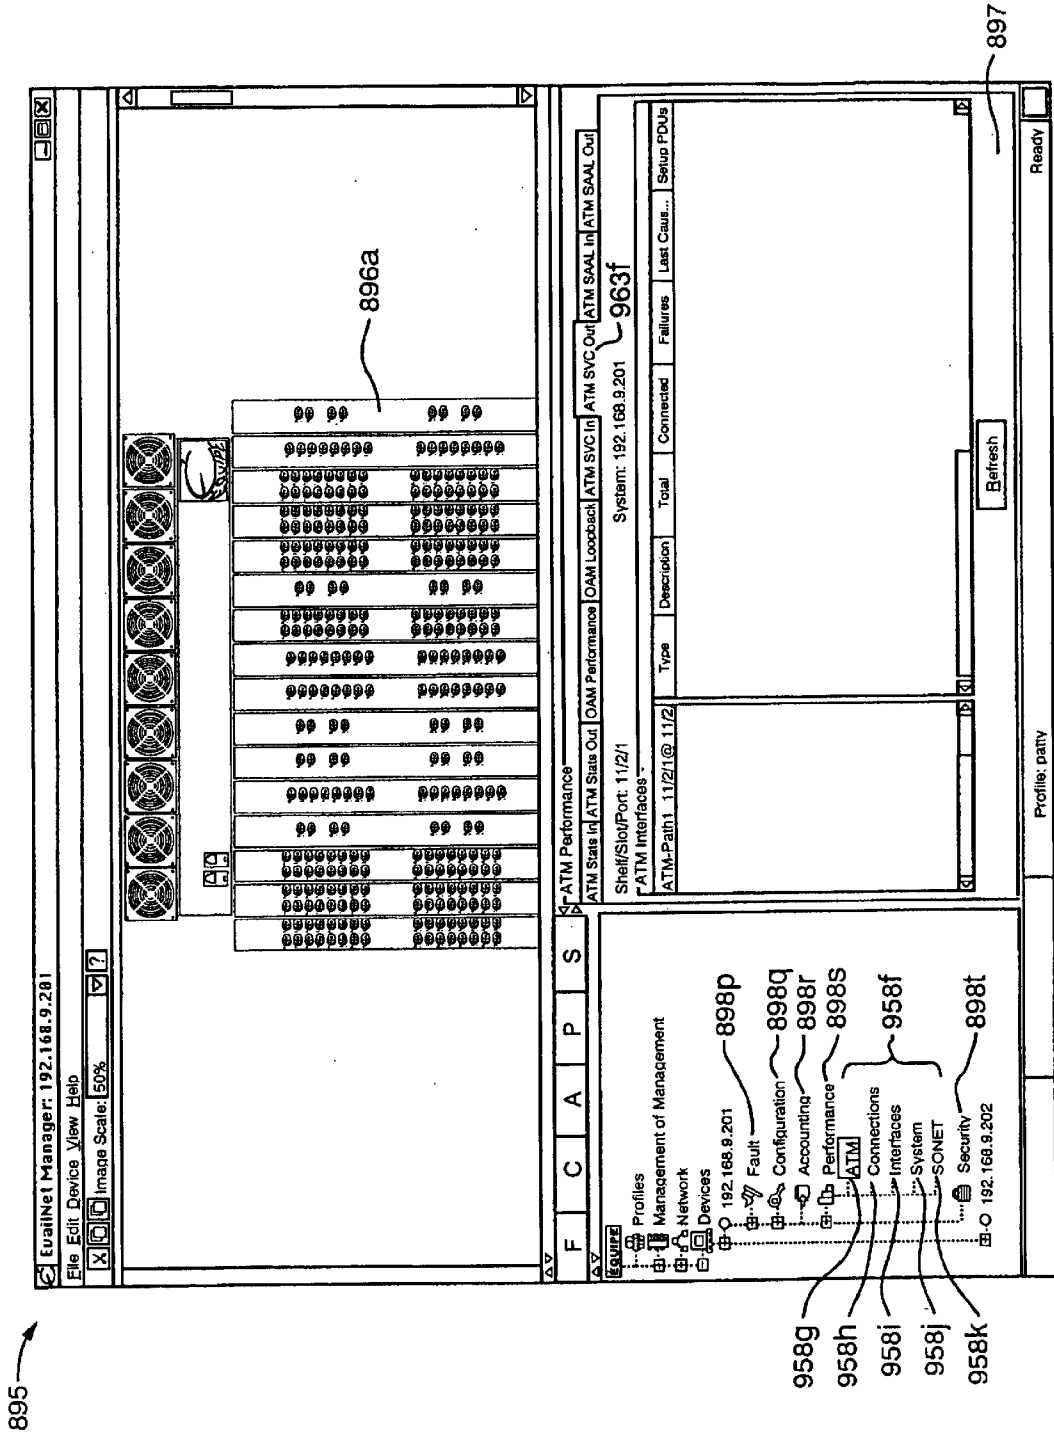 895
EvailNet Manager: 192.168.9.201
File Edit Device View Help
Image Scale: 50% ?
896a
F C A P S
EQUIPE
Profiles
Management of Management
Network
Devices
192.168.9.201
898p
Fault
Configuration
898q
Accounting
898r
Performance
898s
ATM
Connections
Interfaces
System
SONET
958f
Security
898t
192.168.9.202
958g
958h
958i
958j
958k
ATM Performance
ATM Stats In ATM Stats Out OAM Performance OAM Loopback ATM SVC In ATM SVC Out ATM SAAL In ATM SAAL Out
963f
Shelf/Slot/Port: 11/2/1 System: 192.168.9.201
ATM Interfaces
Type Description Total Connected Failures Last Caus... Setup PDUs
ATM-Path1 11/2/1@ 11/2
Refresh
897
Profile: patty Ready